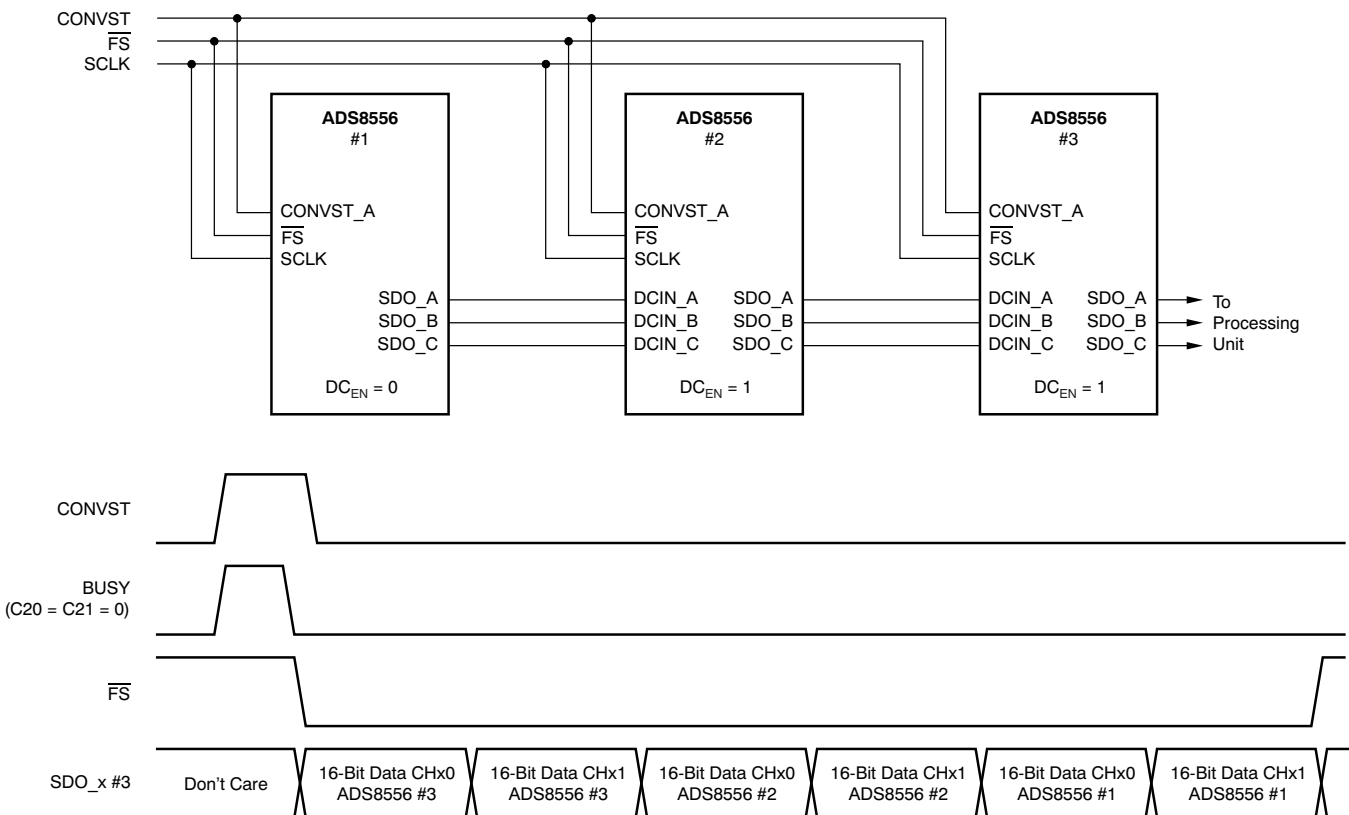 CONVST
FS
SCLK
ADS8556
#1
CONVST_A
FS
SCLK
SDO_A
SDO_B
SDO_C
DCEN = 0
ADS8556
#2
CONVST_A
FS
SCLK
DCIN_A SDO_A
DCIN_B SDO_B
DCIN_C SDO_C
DCEN = 1
ADS8556
#3
CONVST_A
FS
SCLK
DCIN_A SDO_A
DCIN_B SDO_B
DCIN_C SDO_C
DCEN = 1
To
Processing
Unit
CONVST
BUSY
(C20 = C21 = 0)
FS
SDO_x #3
Don't Care
16-Bit Data CHx0
ADS8556 #3
16-Bit Data CHx1
ADS8556 #3
16-Bit Data CHx0
ADS8556 #2
16-Bit Data CHx1
ADS8556 #2
16-Bit Data CHx0
ADS8556 #1
16-Bit Data CHx1
ADS8556 #1